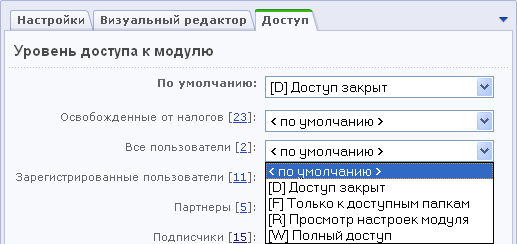 Настройки Визуальный редактор Доступ
Уровень доступа к модулю
По умолчанию: [D] Доступ закрыт
Освобожденные от налогов [23]: < по умолчанию >
Все пользователи [2]: < по умолчанию >
< по умолчанию >
Зарегистрированные пользователи [11]: [D] Доступ закрыт
[F] Только к доступным папкам
Партнеры [5]: [R] Просмотр настроек модуля
Подписчики [15]: [W] Полный доступ